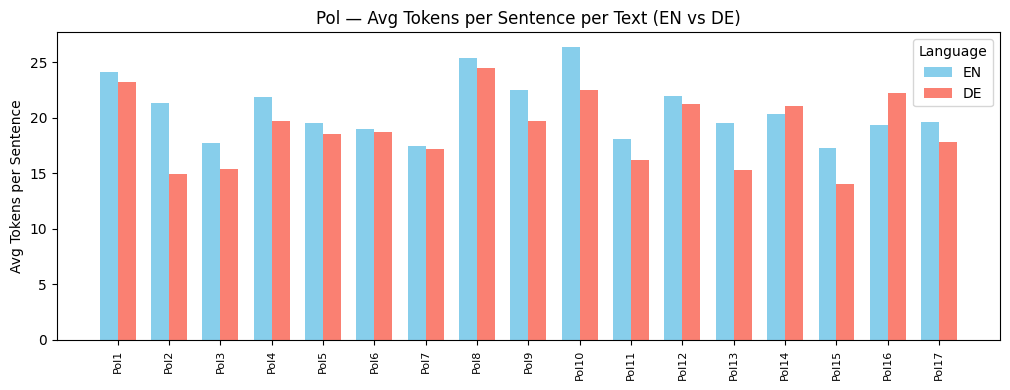 Pol — Avg Tokens per Sentence per Text (EN vs DE)
Language
EN
DE
Avg Tokens per Sentence
25
20
15
10
5
0
Pol1
Pol2
Pol3
Pol4
Pol5
Pol6
Pol7
Pol8
Pol9
Pol10
Pol11
Pol12
Pol13
Pol14
Pol15
Pol16
Pol17